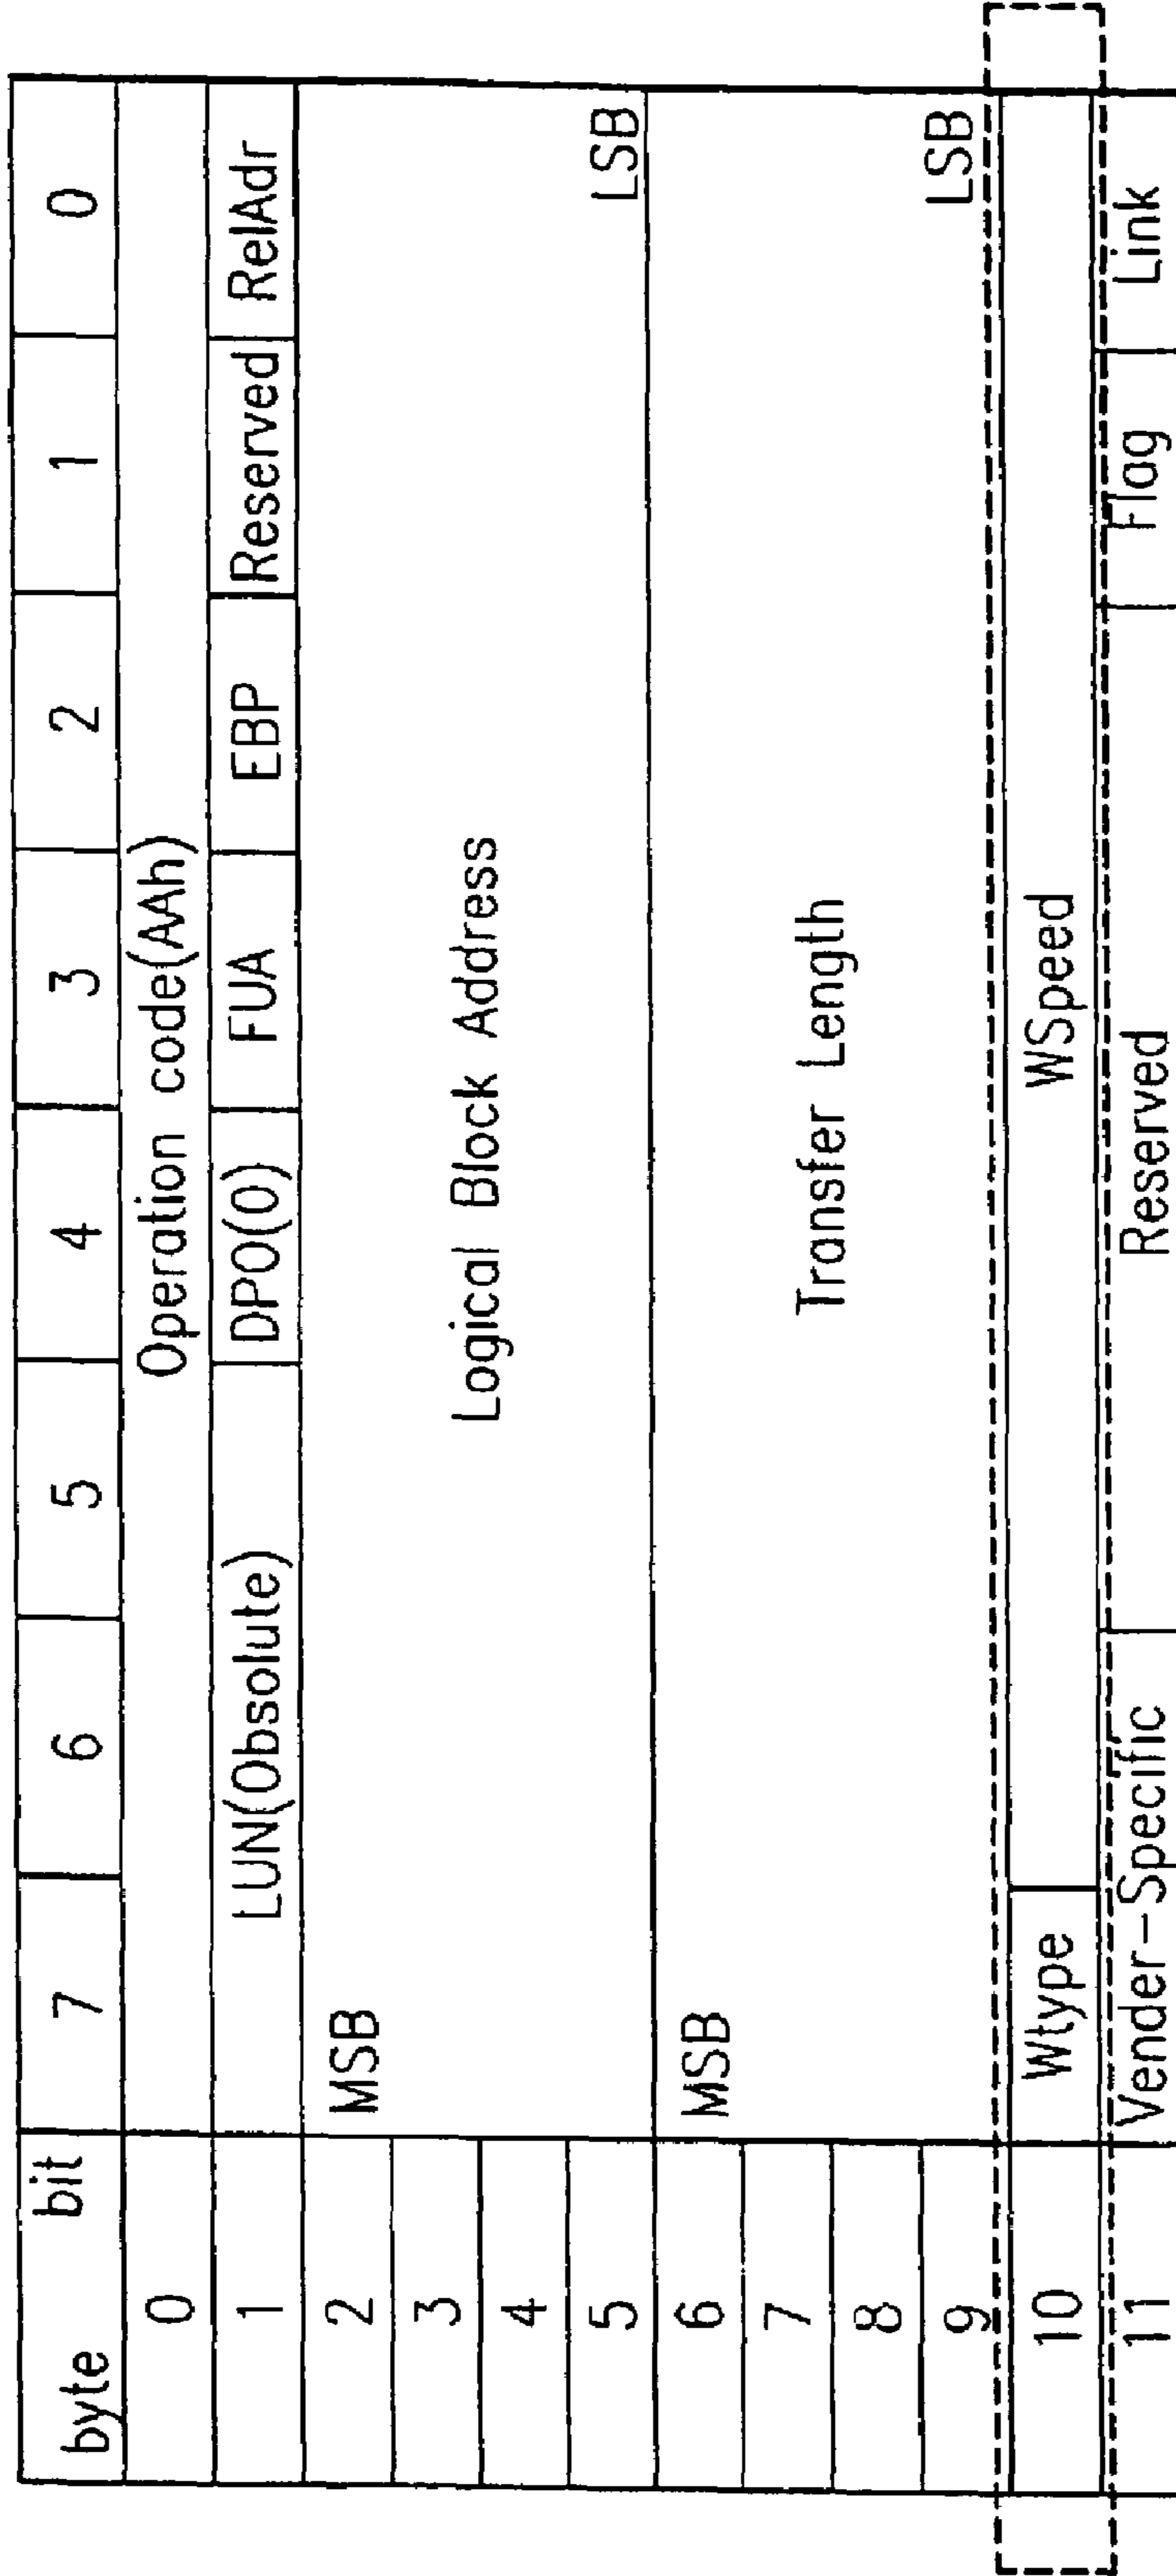 byte bit 7 6 5 4 3 2 1 0
0 Operation code(AAh)
1 LUN(Obsolute) DPO(0) FUA EBP Reserved RelAdr
2 MSB
3
4 Logical Block Address
5 LSB
6 MSB
7
8 Transfer Length
9 LSB
10 Wtype WSpeed
11 Vender-Specific Reserved Flag Link